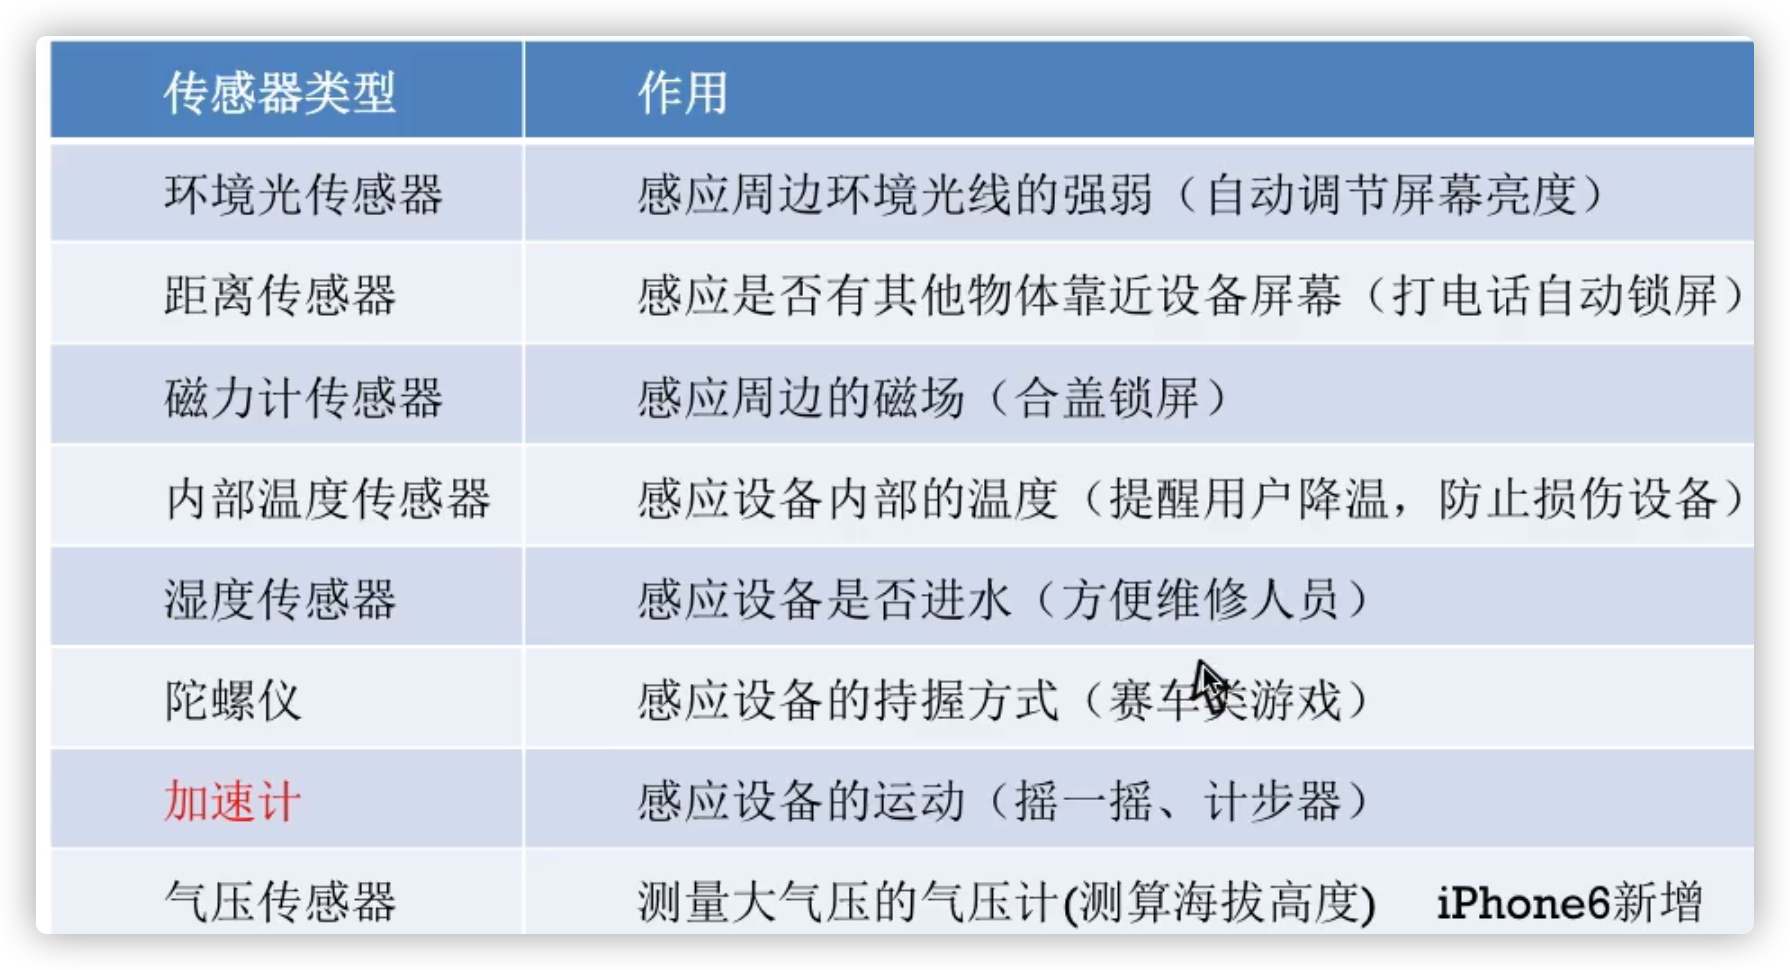 传感器类型 作用
环境光传感器 感应周边环境光线的强弱（自动调节屏幕亮度）
距离传感器 感应是否有其他物体靠近设备屏幕（打电话自动锁屏）
磁力计传感器 感应周边的磁场（合盖锁屏）
内部温度传感器 感应设备内部的温度（提醒用户降温，防止损伤设备）
湿度传感器 感应设备是否进水（方便维修人员）
陀螺仪 感应设备的持握方式（赛车类游戏）
加速计 感应设备的运动（摇一摇、计步器）
气压传感器 测量大气压的气压计(测算海拔高度) iPhone6新增